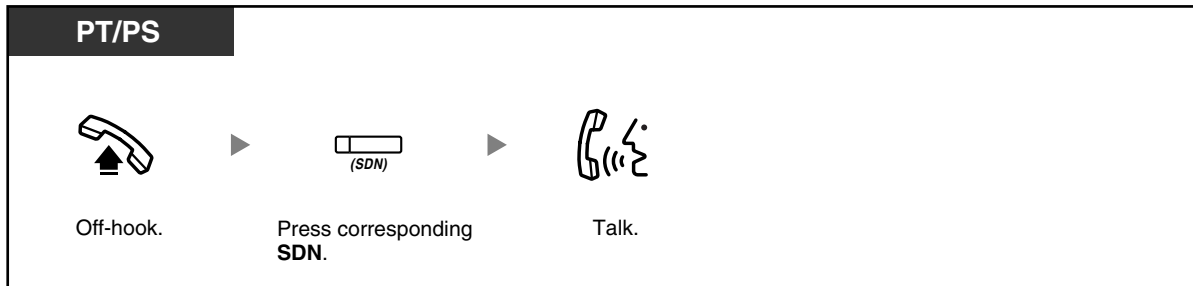 PT/PS
(SDN)
Off-hook.
Press corresponding
SDN.
Talk.